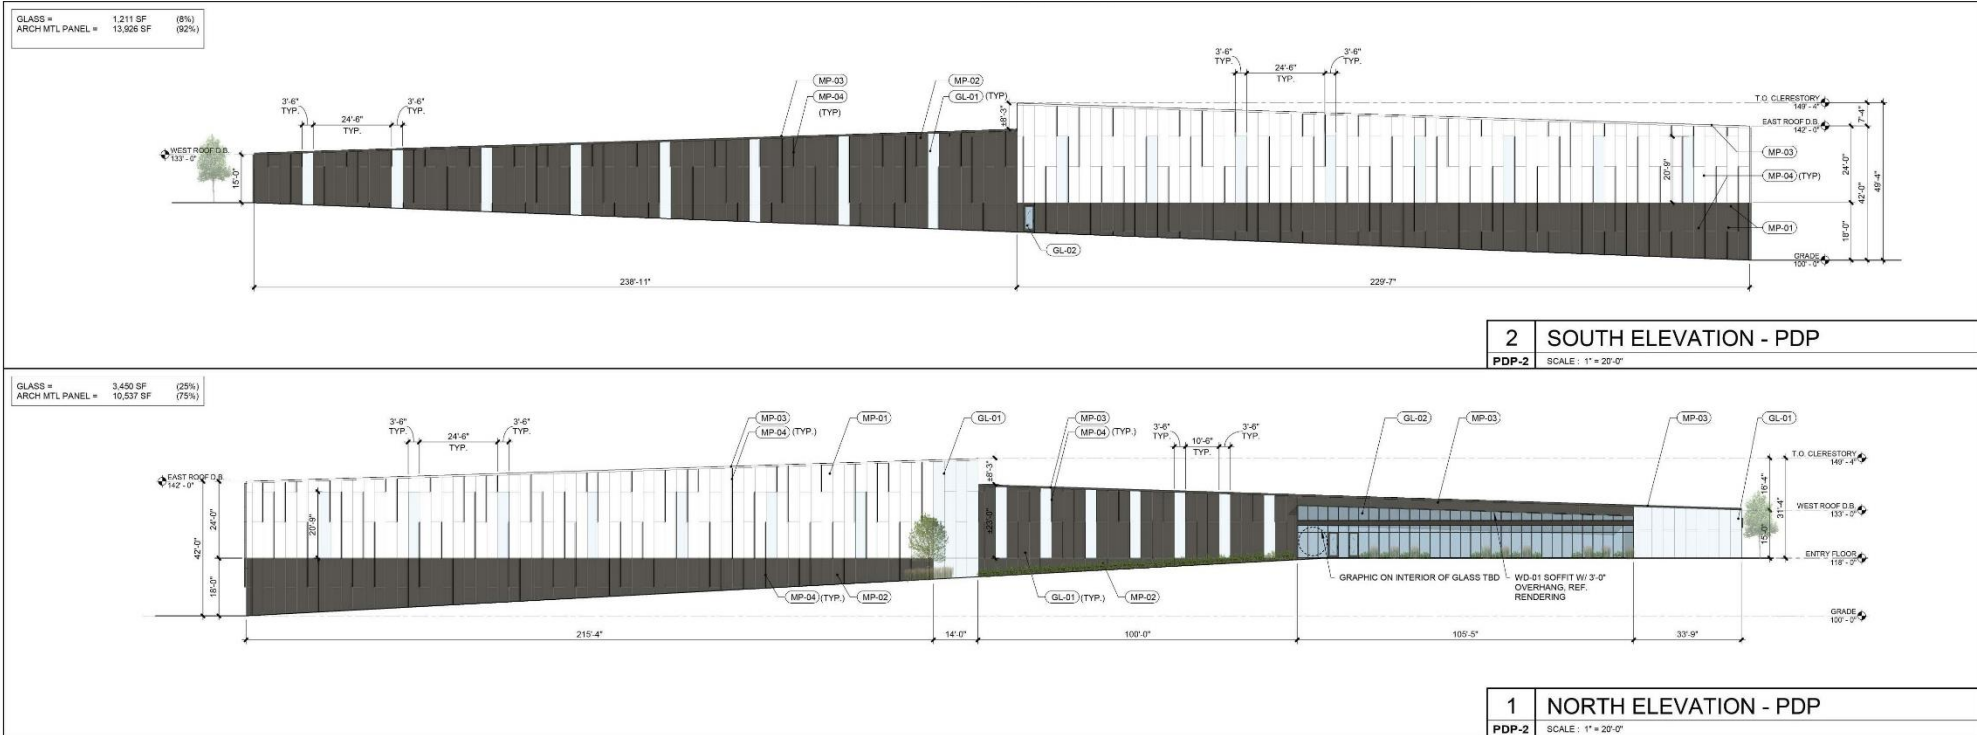 GLASS = 1,211 SF (8%)
ARCH MTL PANEL = 13,926 SF (92%)
3'-6"
TYP.
24'-6"
TYP.
3'-6"
TYP.
MP-03
MP-04
(TYP)
MP-02
GL-01 (TYP)
3'-6"
TYP.
24'-6"
TYP.
3'-6"
TYP.
±8'-3"
T.O. CLERESTORY
149' - 4"
7'-4"
EAST ROOF D.B.
142' - 0"
WEST ROOF D.B.
133' - 0"
15'-0"
20'-9"
MP-03
MP-04 (TYP)
24'-0"
42'-0"
49'-4"
MP-01
18'-0"
GL-02
GRADE
100' - 0"
238'-11"
229'-7"
2 SOUTH ELEVATION - PDP
PDP-2 SCALE : 1" = 20'-0"
GLASS = 3,450 SF (25%)
ARCH MTL PANEL = 10,537 SF (75%)
3'-6"
TYP.
24'-6"
TYP.
3'-6"
TYP.
MP-03
MP-04 (TYP.)
MP-01
GL-01
MP-03
MP-04 (TYP.)
3'-6"
TYP.
10'-6"
TYP.
3'-6"
TYP.
GL-02
MP-03
MP-03
GL-01
T.O. CLERESTORY
149' - 4"
EAST ROOF D.B.
142' - 0"
±8'-3"
16'-4"
31'-4"
WEST ROOF D.B.
133' - 0"
24'-0"
20'-9"
42'-0"
±23'-0"
15'-0"
ENTRY FLOOR
118' - 0"
18'-0"
MP-04 (TYP.)
MP-02
GL-01 (TYP.)
MP-02
GRAPHIC ON INTERIOR OF GLASS TBD
WD-01 SOFFIT W/ 3'-0"
OVERHANG, REF.
RENDERING
GRADE
100' - 0"
215'-4"
14'-0"
100'-0"
105'-5"
33'-9"
1 NORTH ELEVATION - PDP
PDP-2 SCALE : 1" = 20'-0"